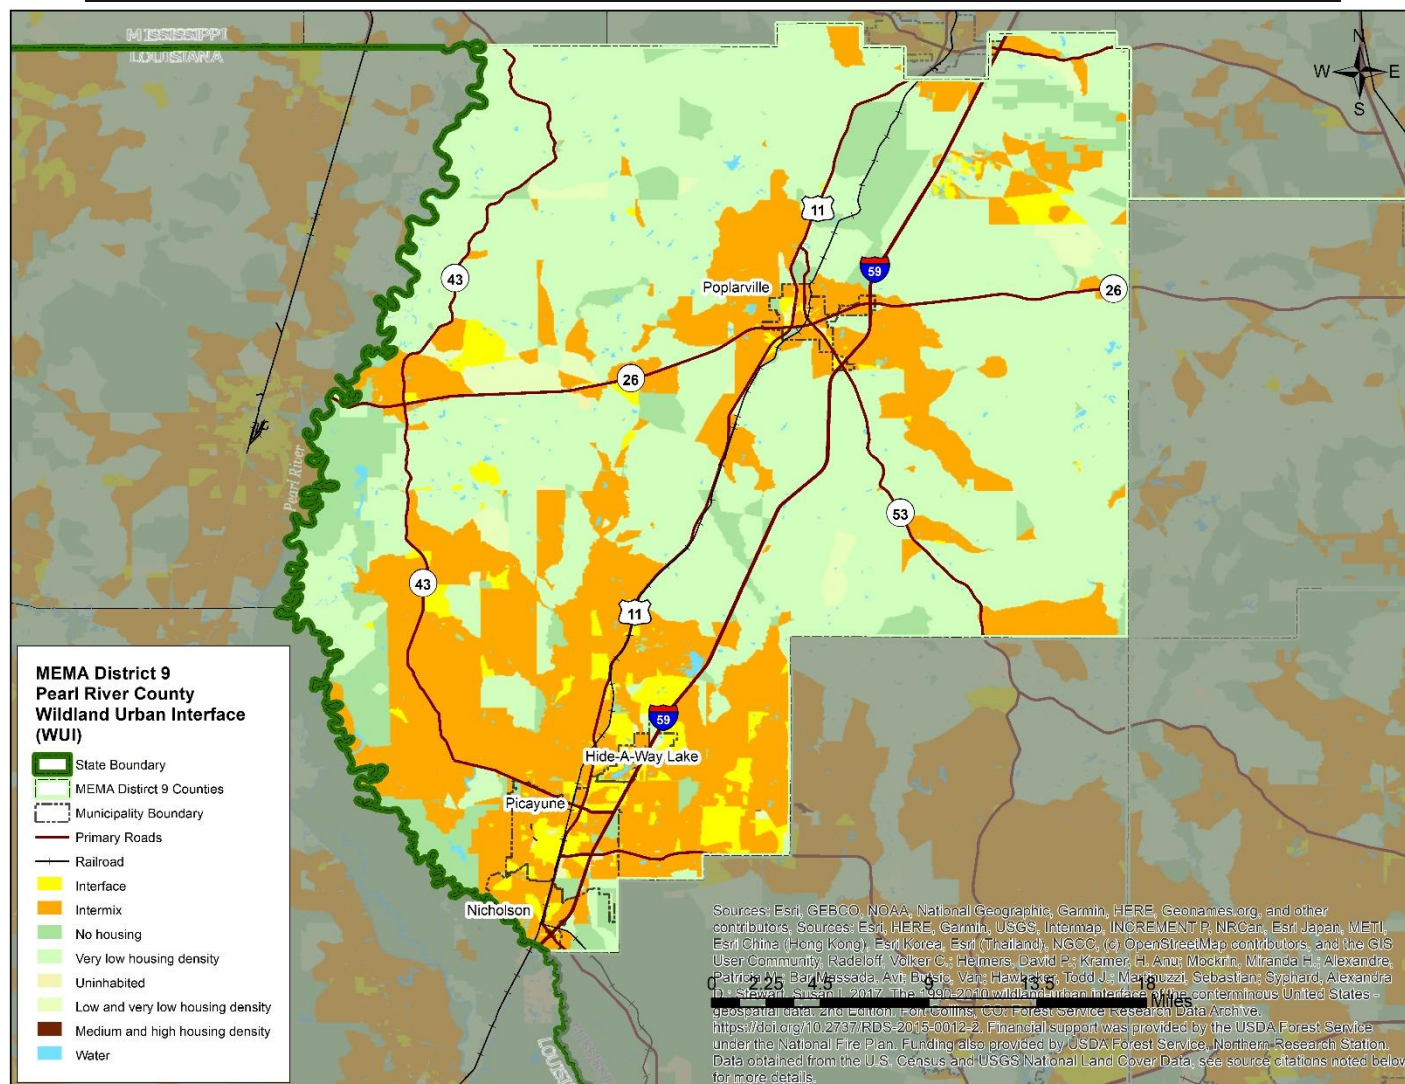 MISSISSIPPI
LOUISIANA
N
W E
S
11
59
43
Poplarville
26
26
Pearl River
53
43
11
59
Hide-A-Way Lake
Picayune
Nicholson
MEMA District 9
Pearl River County
Wildland Urban Interface
(WUI)
State Boundary
MEMA District 9 Counties
Municipality Boundary
Primary Roads
Railroad
Interface
Intermix
No housing
Very low housing density
Uninhabited
Low and very low housing density
Medium and high housing density
Water
Sources: Esri, GEBCO, NOAA, National Geographic, Garmin, HERE, Geonames.org, and other
contributors, Sources: Esri, HERE, Garmin, USGS, Intermap, INCREMENT P, NRCan, Esri Japan, METI,
Esri China (Hong Kong), Esri Korea, Esri (Thailand), NGCC, (c) OpenStreetMap contributors, and the GIS
User Community, Radeloff, Volker C.; Helmers, David P.; Kramer, H. Anu; Mockrin, Miranda H.; Alexandre,
Patricia M.; Bar-Massada, Avi; Butsic, Van; Hawbaker, Todd J.; Martinuzzi, Sebastian; Syphard, Alexandra
D.; Stewart, Susan I. 2017. The 1990-2010 wildland-urban interface of the conterminous United States -
geospatial data. 2nd Edition. Fort Collins, CO: Forest Service Research Data Archive.
https://doi.org/10.2737/RDS-2015-0012-2. Financial support was provided by the USDA Forest Service
under the National Fire Plan. Funding also provided by USDA Forest Service, Northern Research Station.
Data obtained from the U.S. Census and USGS National Land Cover Data, see source citations noted below
for more details.
0 2.25 4.5 9 13.5 18
Miles